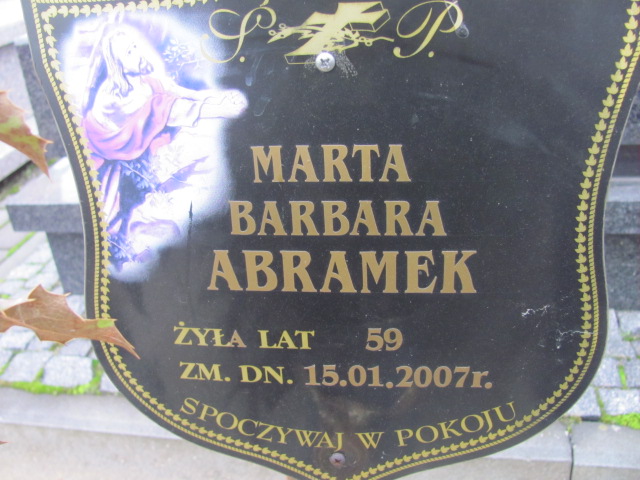 Ś. P.
MARTA
BARBARA
ABRAMEK
ŻYŁA LAT 59
ZM. DN. 15.01.2007r.
SPOCZYWAJ W POKOJU